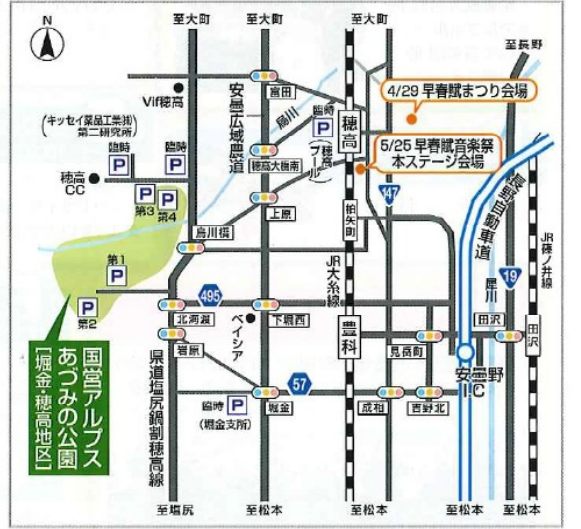 N
至大町
至松本
至大町
至長野
Vif穂高
安曇広域農道
富田
烏川
臨時
P
穂高
(穂高プール)
4/29 早春賦まつり会場
5/25 早春賦音楽祭
本ステージ会場
(キッセイ薬品工業㈱)
第二研究所
臨時
P
臨時
P
穂高
CC
穂高大橋南
P
第3
P
第4
上原
柏矢町
147
長野自動車道
烏川橋
第1
P
P
第2
JR大糸線
犀川
19
JR篠ノ井線
495
北海渡
ベイシア
下堀西
豊科
田沢
田沢
見岳町
岩原
安曇野
I.C
国営アルプス
あづみの公園
[堀金・穂高地区]
県道塩尻鍋割穂高線
57
臨時
P
(堀金支所)
堀金
成相
吉野北
至塩尻
至松本
至松本
至松本
至松本